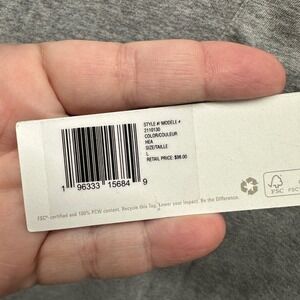 STYLE #/ MODÈLE #
2110130
COLOR/COULEUR
HEA
SIZE/TAILLE
L
RETAIL PRICE: $98.00
1 96333 15684 9
FSC® certified and 100% PCW content. Recycle this Tag. Lower your impact. Be the Difference.
FSC